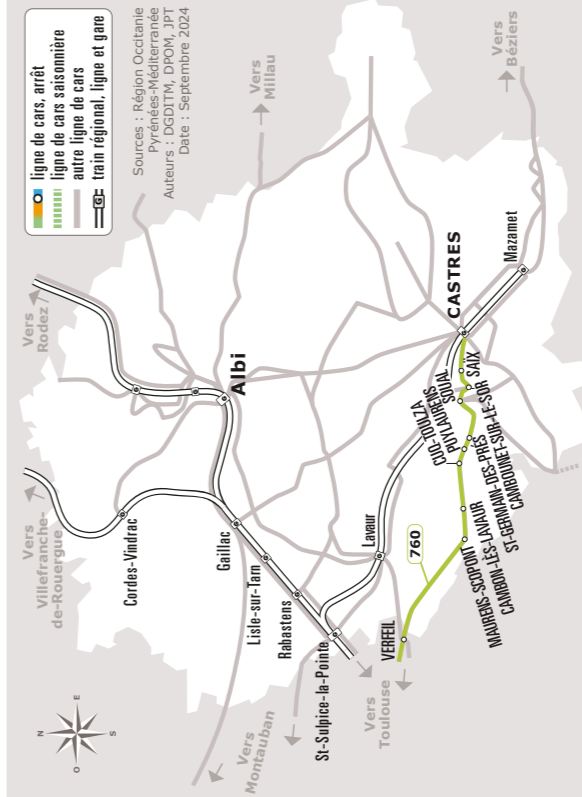 ligne de cars, arrêt
ligne de cars saisonnière
autre ligne de cars
G train régional, ligne et gare
Sources : Région Occitanie
Pyrénées-Méditerranée
Auteurs : DGDITM, DPOM, JPT
Date : Septembre 2024
N
O
E
S
Vers
Villefranche-
de-Rouergue
Vers
Rodez
Vers
Millau
Vers
Béziers
Vers
Montauban
Vers
Toulouse
Cordes-Vindrac
Albi
Gaillac
Lisle-sur-Tarn
Rabastens
St-Sulpice-la-Pointe
Lavaur
VERFEIL
760
CASTRES
Mazamet
MAURENS-SCOPONT
CAMBON-LÈS-LAVAUR
CUQ-TOULZA
PUYLAURENS
ST-GERMAIN-DES-PRÉS
SOUAL
CAMBOUNET-SUR-LE-SOR
SAÏX